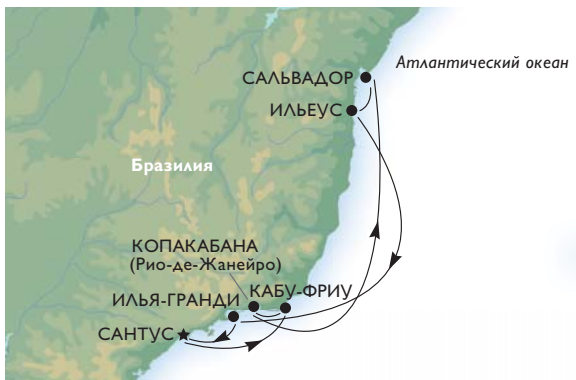 Атлантический океан
САЛЬВАДОР
ИЛЬЕУС
Бразилия
КОПАКАБАНА
(Рио-де-Жанейро)
ИЛЬЯ-ГРАНДИ
КАБУ-ФРИУ
САНТУС